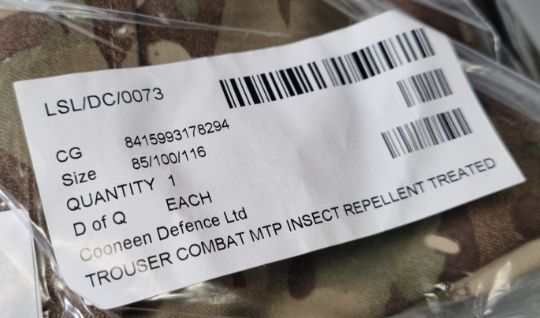 LSL/DC/0073
CG 8415993178294
Size 85/100/116
QUANTITY 1
D of Q EACH
Cooneen Defence Ltd
TROUSER COMBAT MTP INSECT REPELLENT TREATED